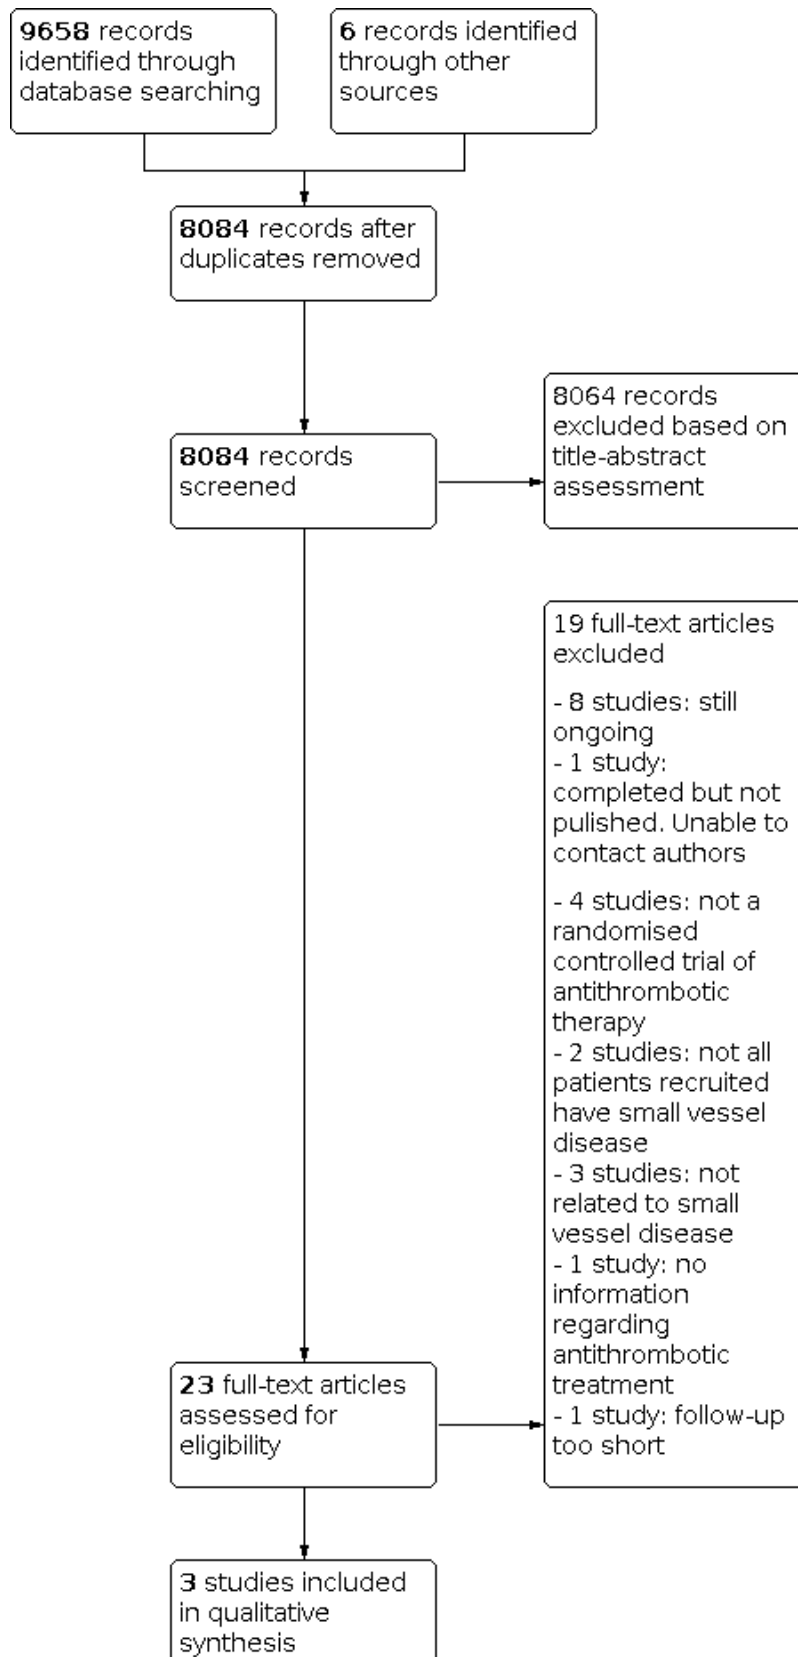 9658 records
identified through
database searching
6 records identified
through other
sources
8084 records after
duplicates removed
8084 records
screened
8064 records
excluded based on
title-abstract
assessment
19 full-text articles
excluded
- 8 studies: still
ongoing
- 1 study:
completed but not
pulished. Unable to
contact authors
- 4 studies: not a
randomised
controlled trial of
antithrombotic
therapy
- 2 studies: not all
patients recruited
have small vessel
disease
- 3 studies: not
related to small
vessel disease
- 1 study: no
information
regarding
antithrombotic
treatment
- 1 study: follow-up
too short
23 full-text articles
assessed for
eligibility
3 studies included
in qualitative
synthesis